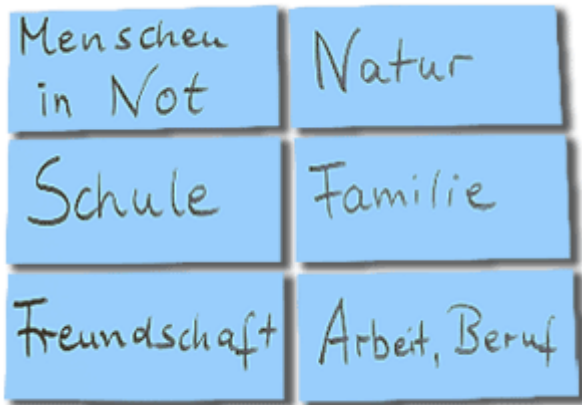 Menschen
in Not
Natur
Schule
Familie
Freundschaft
Arbeit, Beruf